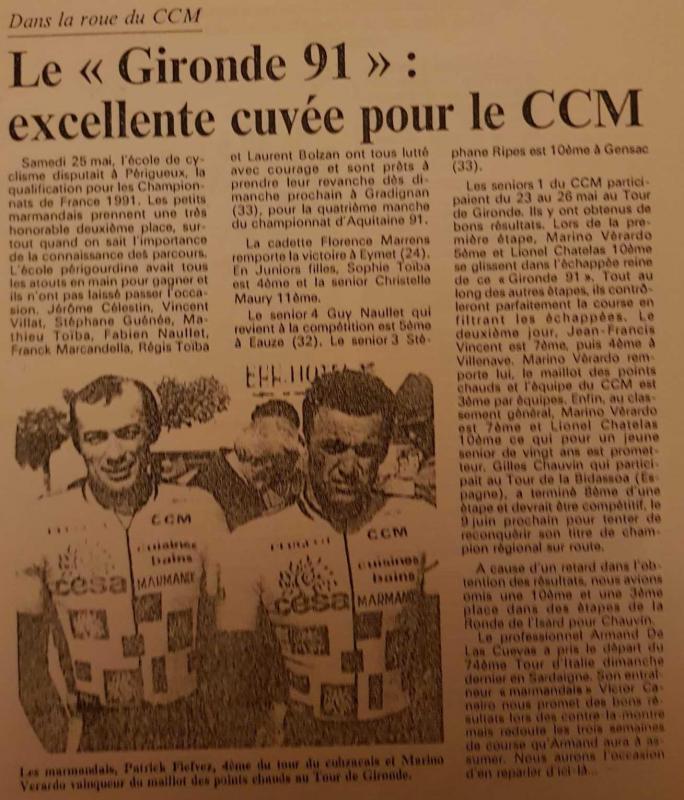 Dans la roue du CCM
Le « Gironde 91 » :
excellente cuvée pour le CCM
Samedi 25 mai, l'école de cy-
clisme disputait à Périgueux, la
qualification pour les Champion-
nats de France 1991. Les petits
marmandais prennent une très
honorable deuxième place, sur-
tout quand on sait l'importance
de la connaissance des parcours.
L'école périgourdine avait tous
les atouts en main pour gagner et
ils n'ont pas laissé passer l'occa-
sion. Jérôme Célestin, Vincent
Villat, Stéphane Guénée, Ma-
thieu Toïba, Fabien Naullet,
Franck Marcandella, Régis Toïba
et Laurent Bolzan ont tous lutté
avec courage et sont prêts à
prendre leur revanche dès di-
manche prochain à Gradignan
(33), pour la quatrième manche
du championnat d'Aquitaine 91.
La cadette Florence Marrens
remporte la victoire à Eymet (24).
En Juniors filles, Sophie Toïba
est 4ème et la senior Christelle
Maury 11ème.
Le senior 4 Guy Naullet qui
revient à la compétition est 5ème
à Eauze (32). Le senior 3 Sté-
phane Ripes est 10ème à Gensac
(33).
Les seniors 1 du CCM partici-
paient du 23 au 26 mai au Tour
de Gironde. Ils y ont obtenus de
bons résultats. Lors de la pre-
mière étape, Marino Vérardo
5ème et Lionel Chatelas 10ème
se glissent dans l'échappée reine
de ce « Gironde 91 ». Tout au
long des autres étapes, ils contrô-
leront parfaitement la course en
filtrant les échappées. Le
deuxième jour, Jean-Francis
Vincent est 7ème, puis 4ème à
Villenave. Marino Vérardo rem-
porte lui, le maillot des points
chauds et l'équipe du CCM est
3ème par équipes. Enfin, au clas-
sement général, Marino Vérardo
est 7ème et Lionel Chatelas
10ème ce qui pour un jeune
senior de vingt ans est promet-
teur. Gilles Chauvin qui partici-
pait au Tour de la Bidassoa (Es-
pagne), a terminé 8ème d'une
étape et devrait être compétitif, le
9 juin prochain pour tenter de
reconquérir son titre de cham-
pion régional sur route.
A cause d'un retard dans l'ob-
tention des résultats, nous avions
omis une 10ème et une 3ème
place dans des étapes de la
Ronde de l'Isard pour Chauvin.
Le professionnel Armand De
Las Cuevas a pris le départ du
74ème Tour d'Italie dimanche
dernier en Sardaigne. Son entraî-
neur « marmandais » Victor Ca-
neiro nous promet des bons ré-
sultats lors des contre-la-montre
mais redoute les trois semaines
de course qu'Armand aura à as-
sumer. Nous aurons l'occasion
d'en reparler d'ici-là...
CCM
cuisines
bains
cesa
MARMANDE
PEUGEOT
CCM
cuisines
bains
cesa
MARMANDE
Les marmandais, Patrick Fiefvez, 4ème du tour du cubzacais et Marino
Verardo vainqueur du maillot des points chauds au Tour de Gironde.